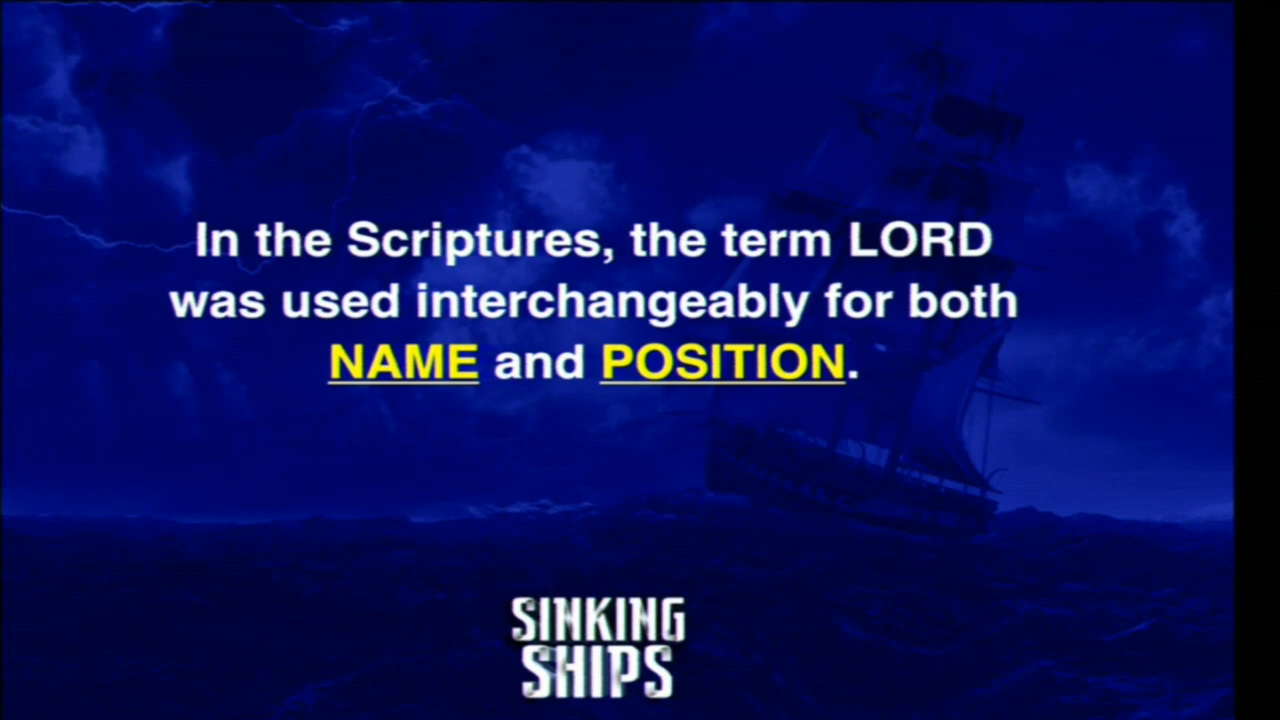 In the Scriptures, the term LORD
was used interchangeably for both
NAME and POSITION.
SINKING
SHIPS